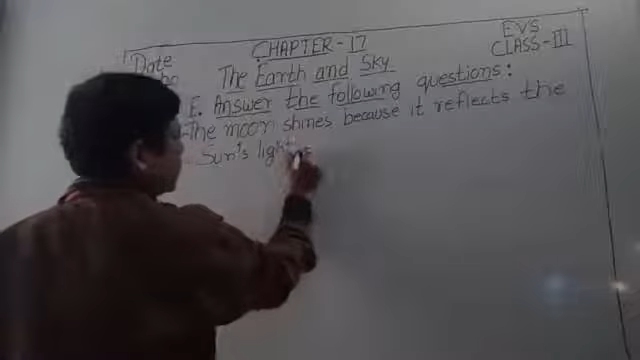 CHAPTER-17
EVS
Date
The Earth and Sky
CLASS-III
E. Answer the following questions:
The moon shines because it reflects the
Sun's light